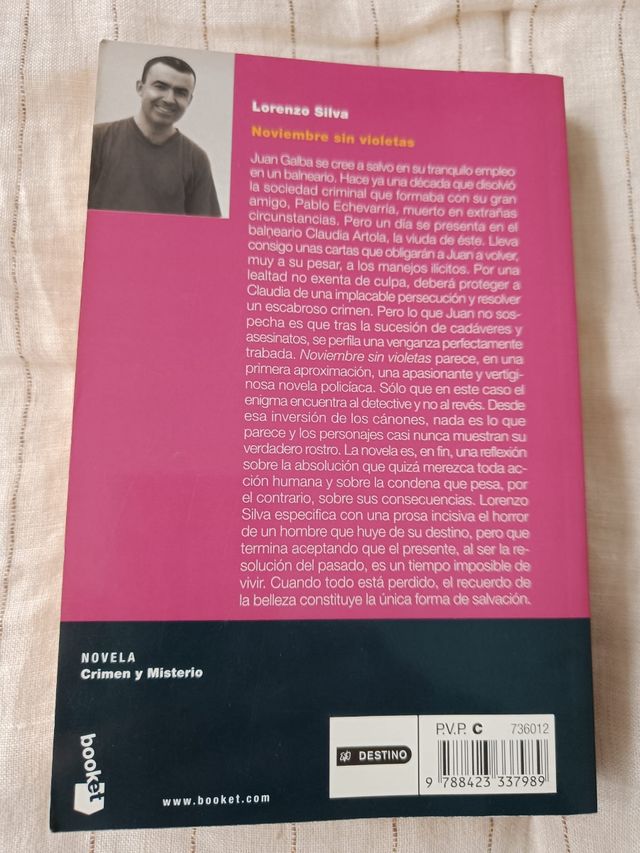 Lorenzo Silva
Noviembre sin violetas
Juan Galba se cree a salvo en su tranquilo empleo
en un balneario. Hace ya una década que disolvió
la sociedad criminal que formaba con su gran
amigo, Pablo Echevarría, muerto en extrañas
circunstancias. Pero un día se presenta en el
balneario Claudia Artola, la viuda de éste. Lleva
consigo unas cartas que obligarán a Juan a volver,
muy a su pesar, a los manejos ilícitos. Por una
lealtad no exenta de culpa, deberá proteger a
Claudia de una implacable persecución y resolver
un escabroso crimen. Pero lo que Juan no sos-
pecha es que tras la sucesión de cadáveres y
asesinatos, se perfila una venganza perfectamente
trabada. Noviembre sin violetas parece, en una
primera aproximación, una apasionante y vertigi-
nosa novela policíaca. Sólo que en este caso el
enigma encuentra al detective y no al revés. Desde
esa inversión de los cánones, nada es lo que
parece y los personajes casi nunca muestran su
verdadero rostro. La novela es, en fin, una reflexión
sobre la absolución que quizá merezca toda ac-
ción humana y sobre la condena que pesa, por
el contrario, sobre sus consecuencias. Lorenzo
Silva especifica con una prosa incisiva el horror
de un hombre que huye de su destino, pero que
termina aceptando que el presente, al ser la re-
solución del pasado, es un tiempo imposible de
vivir. Cuando todo está perdido, el recuerdo de
la belleza constituye la única forma de salvación.
NOVELA
Crimen y Misterio
booket
www.booket.com
DESTINO
P.V.P. C 736012
9 788423 337989